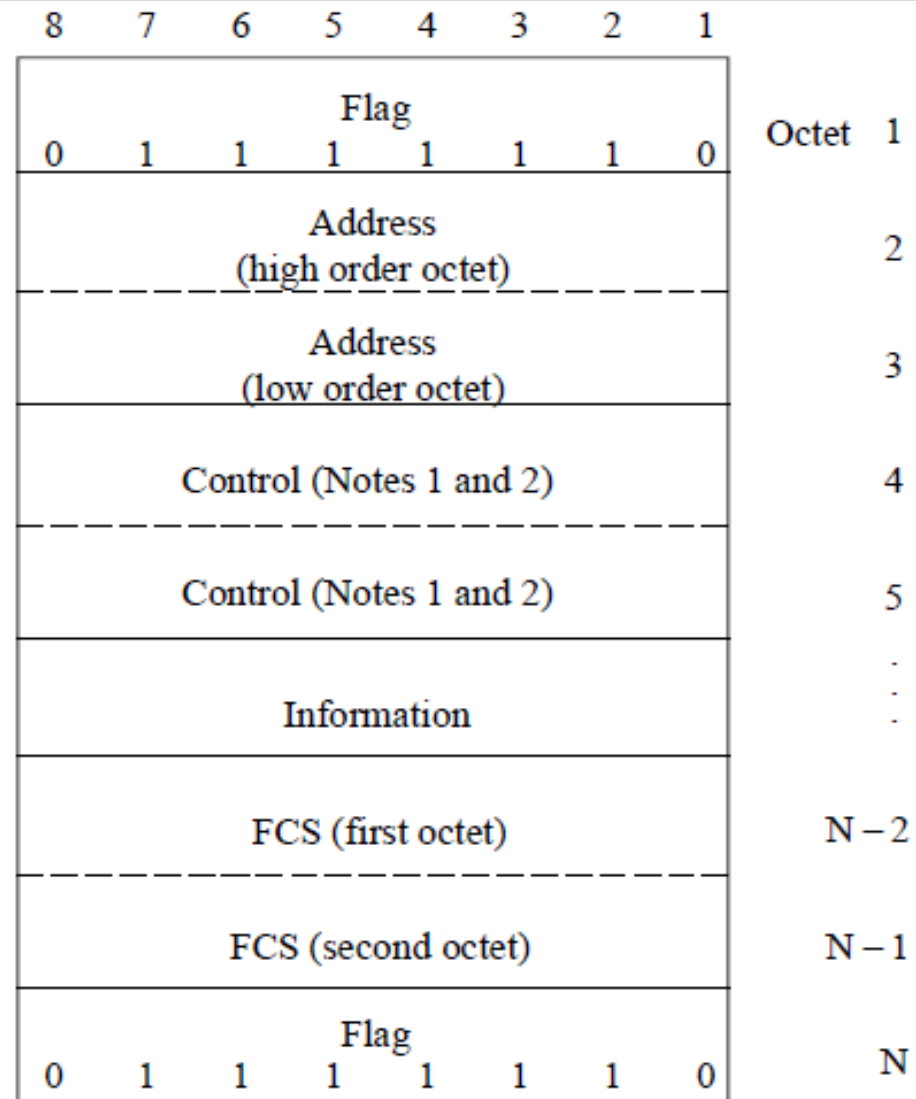 8 7 6 5 4 3 2 1
Flag
0 1 1 1 1 1 1 0
Octet 1
Address
(high order octet)
2
Address
(low order octet)
3
Control (Notes 1 and 2)
4
Control (Notes 1 and 2)
5
.
.
.
Information
FCS (first octet)
N – 2
FCS (second octet)
N – 1
Flag
0 1 1 1 1 1 1 0
N